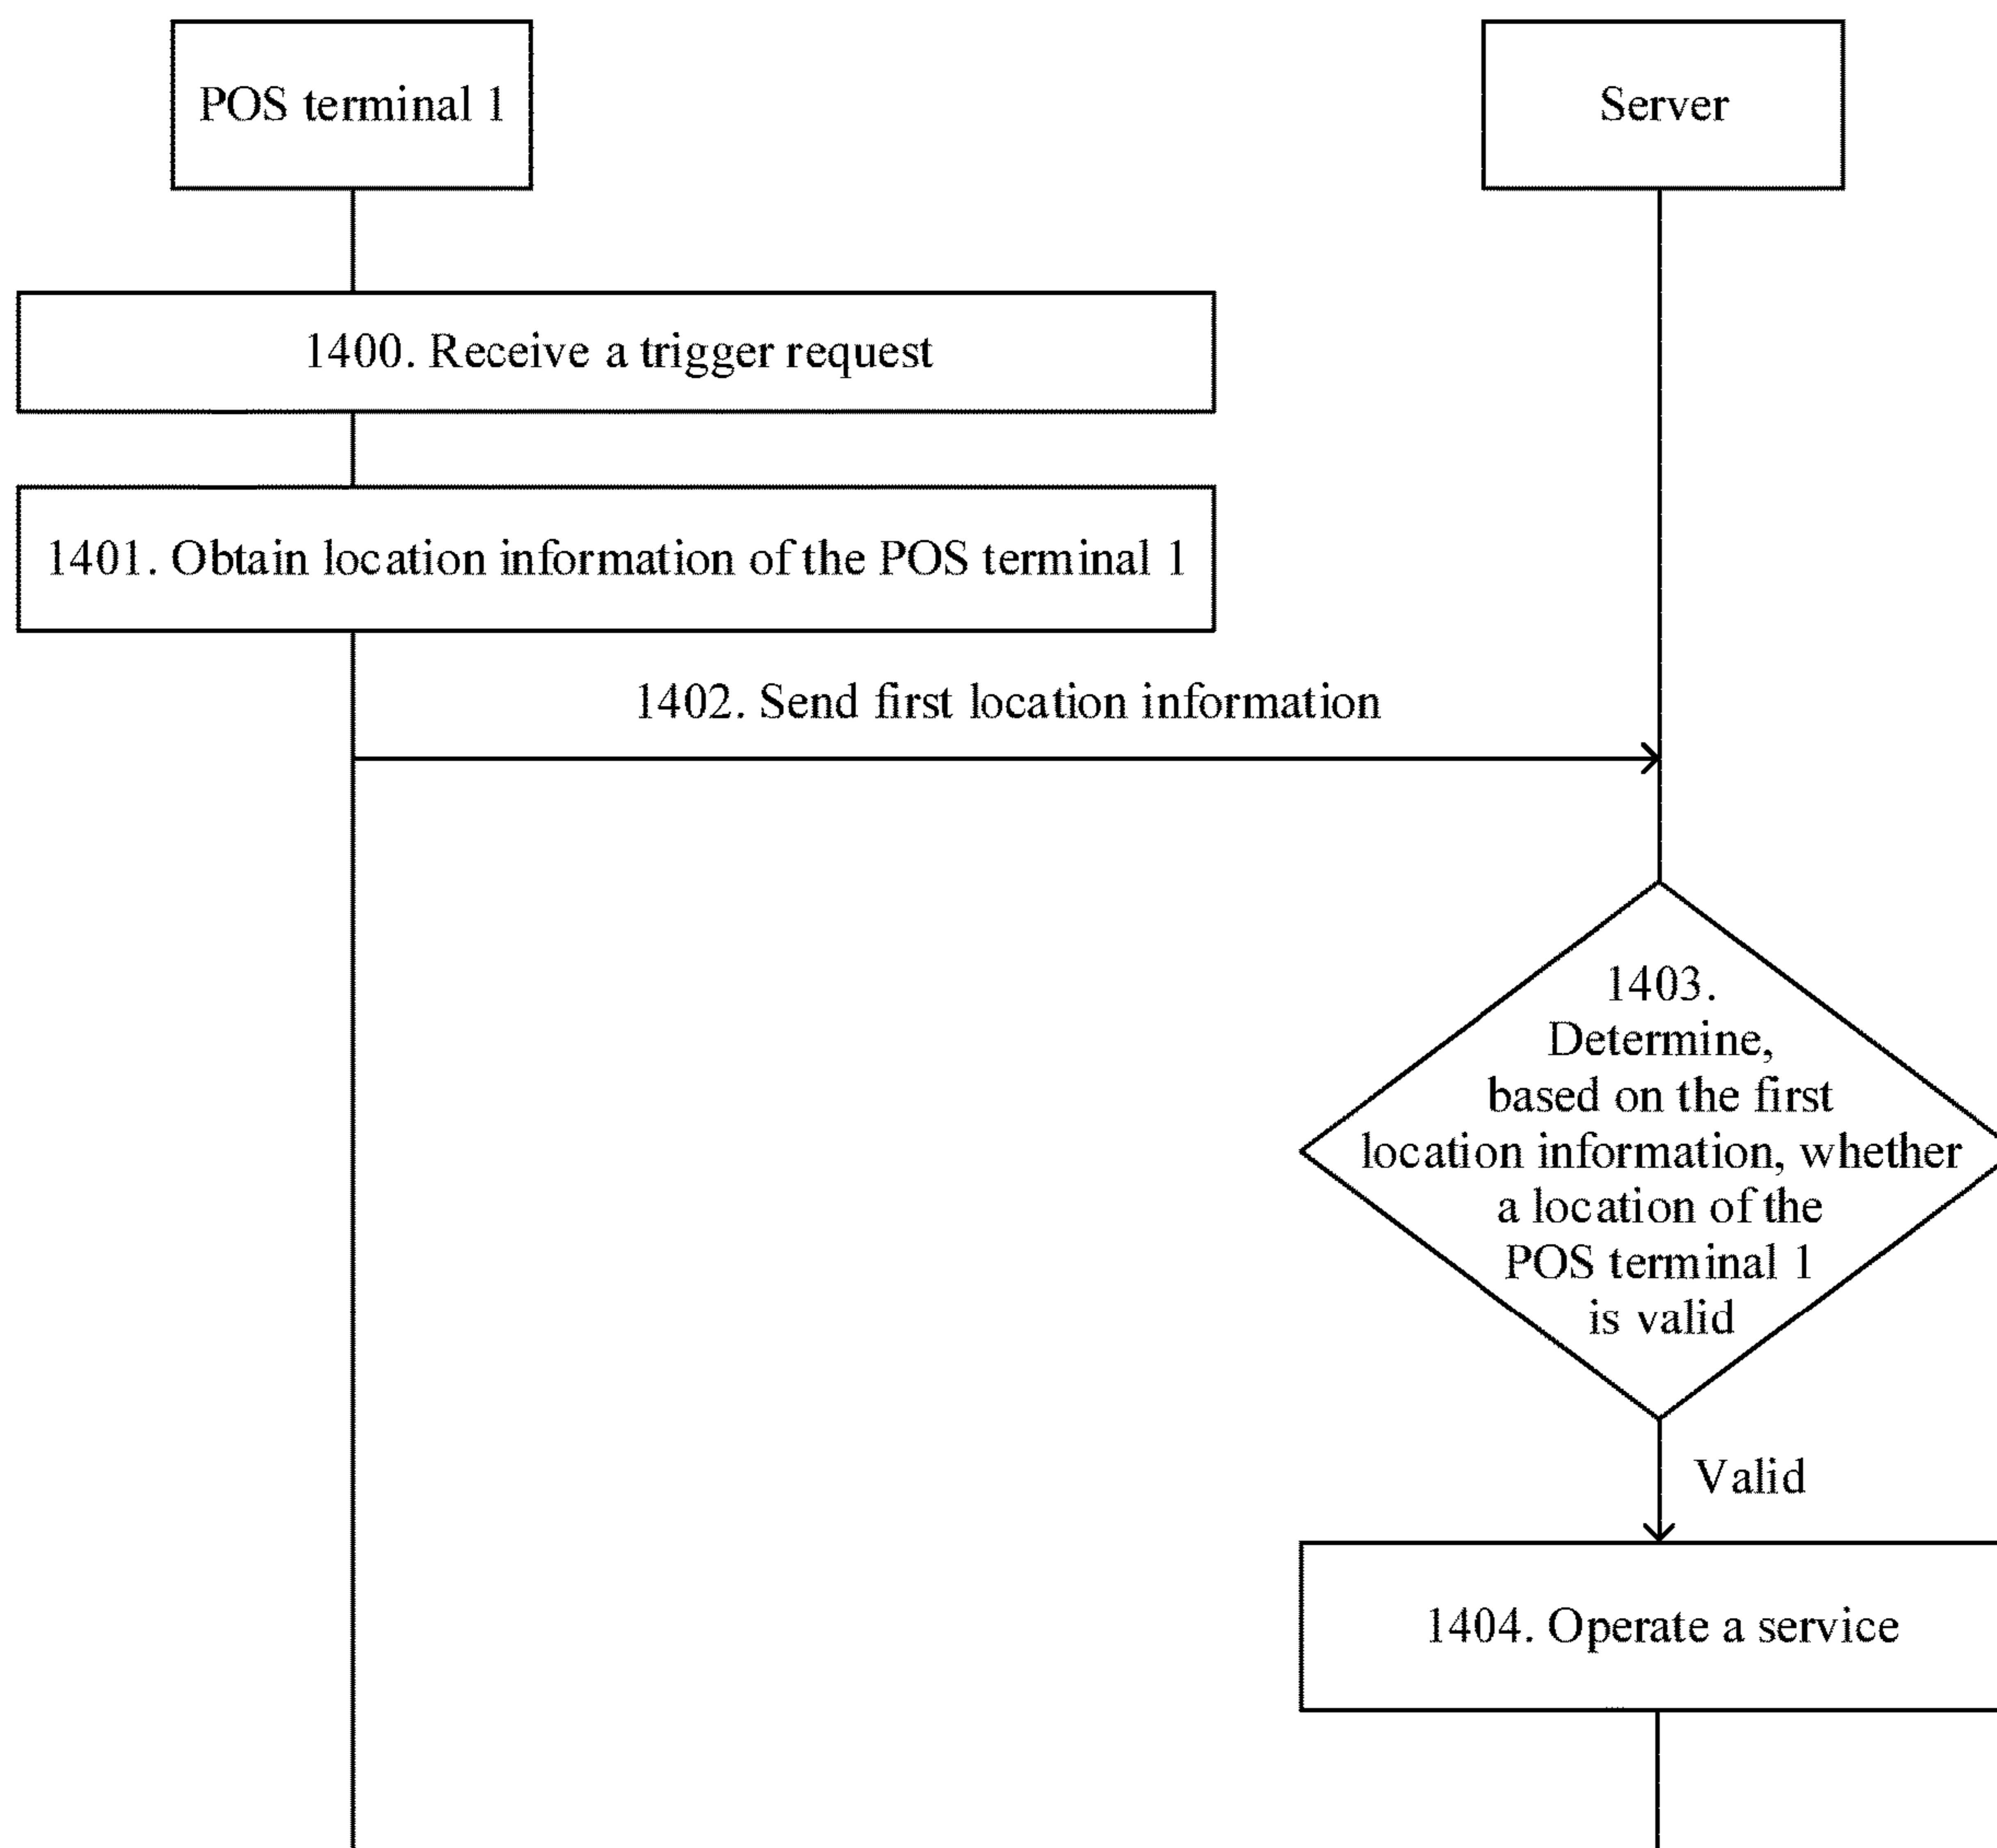 POS terminal 1
Server
1400. Receive a trigger request
1401. Obtain location information of the POS terminal 1
1402. Send first location information
1403.
Determine,
based on the first
location information, whether
a location of the
POS terminal 1
is valid
Valid
1404. Operate a service